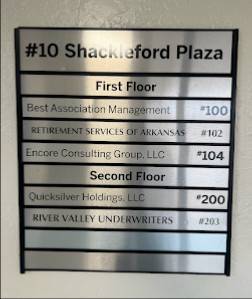 #10 Shackleford Plaza
First Floor
Best Association Management #100
RETIREMENT SERVICES OF ARKANSAS #102
Encore Consulting Group, LLC #104
Second Floor
Quicksilver Holdings, LLC #200
RIVER VALLEY UNDERWRITERS #203